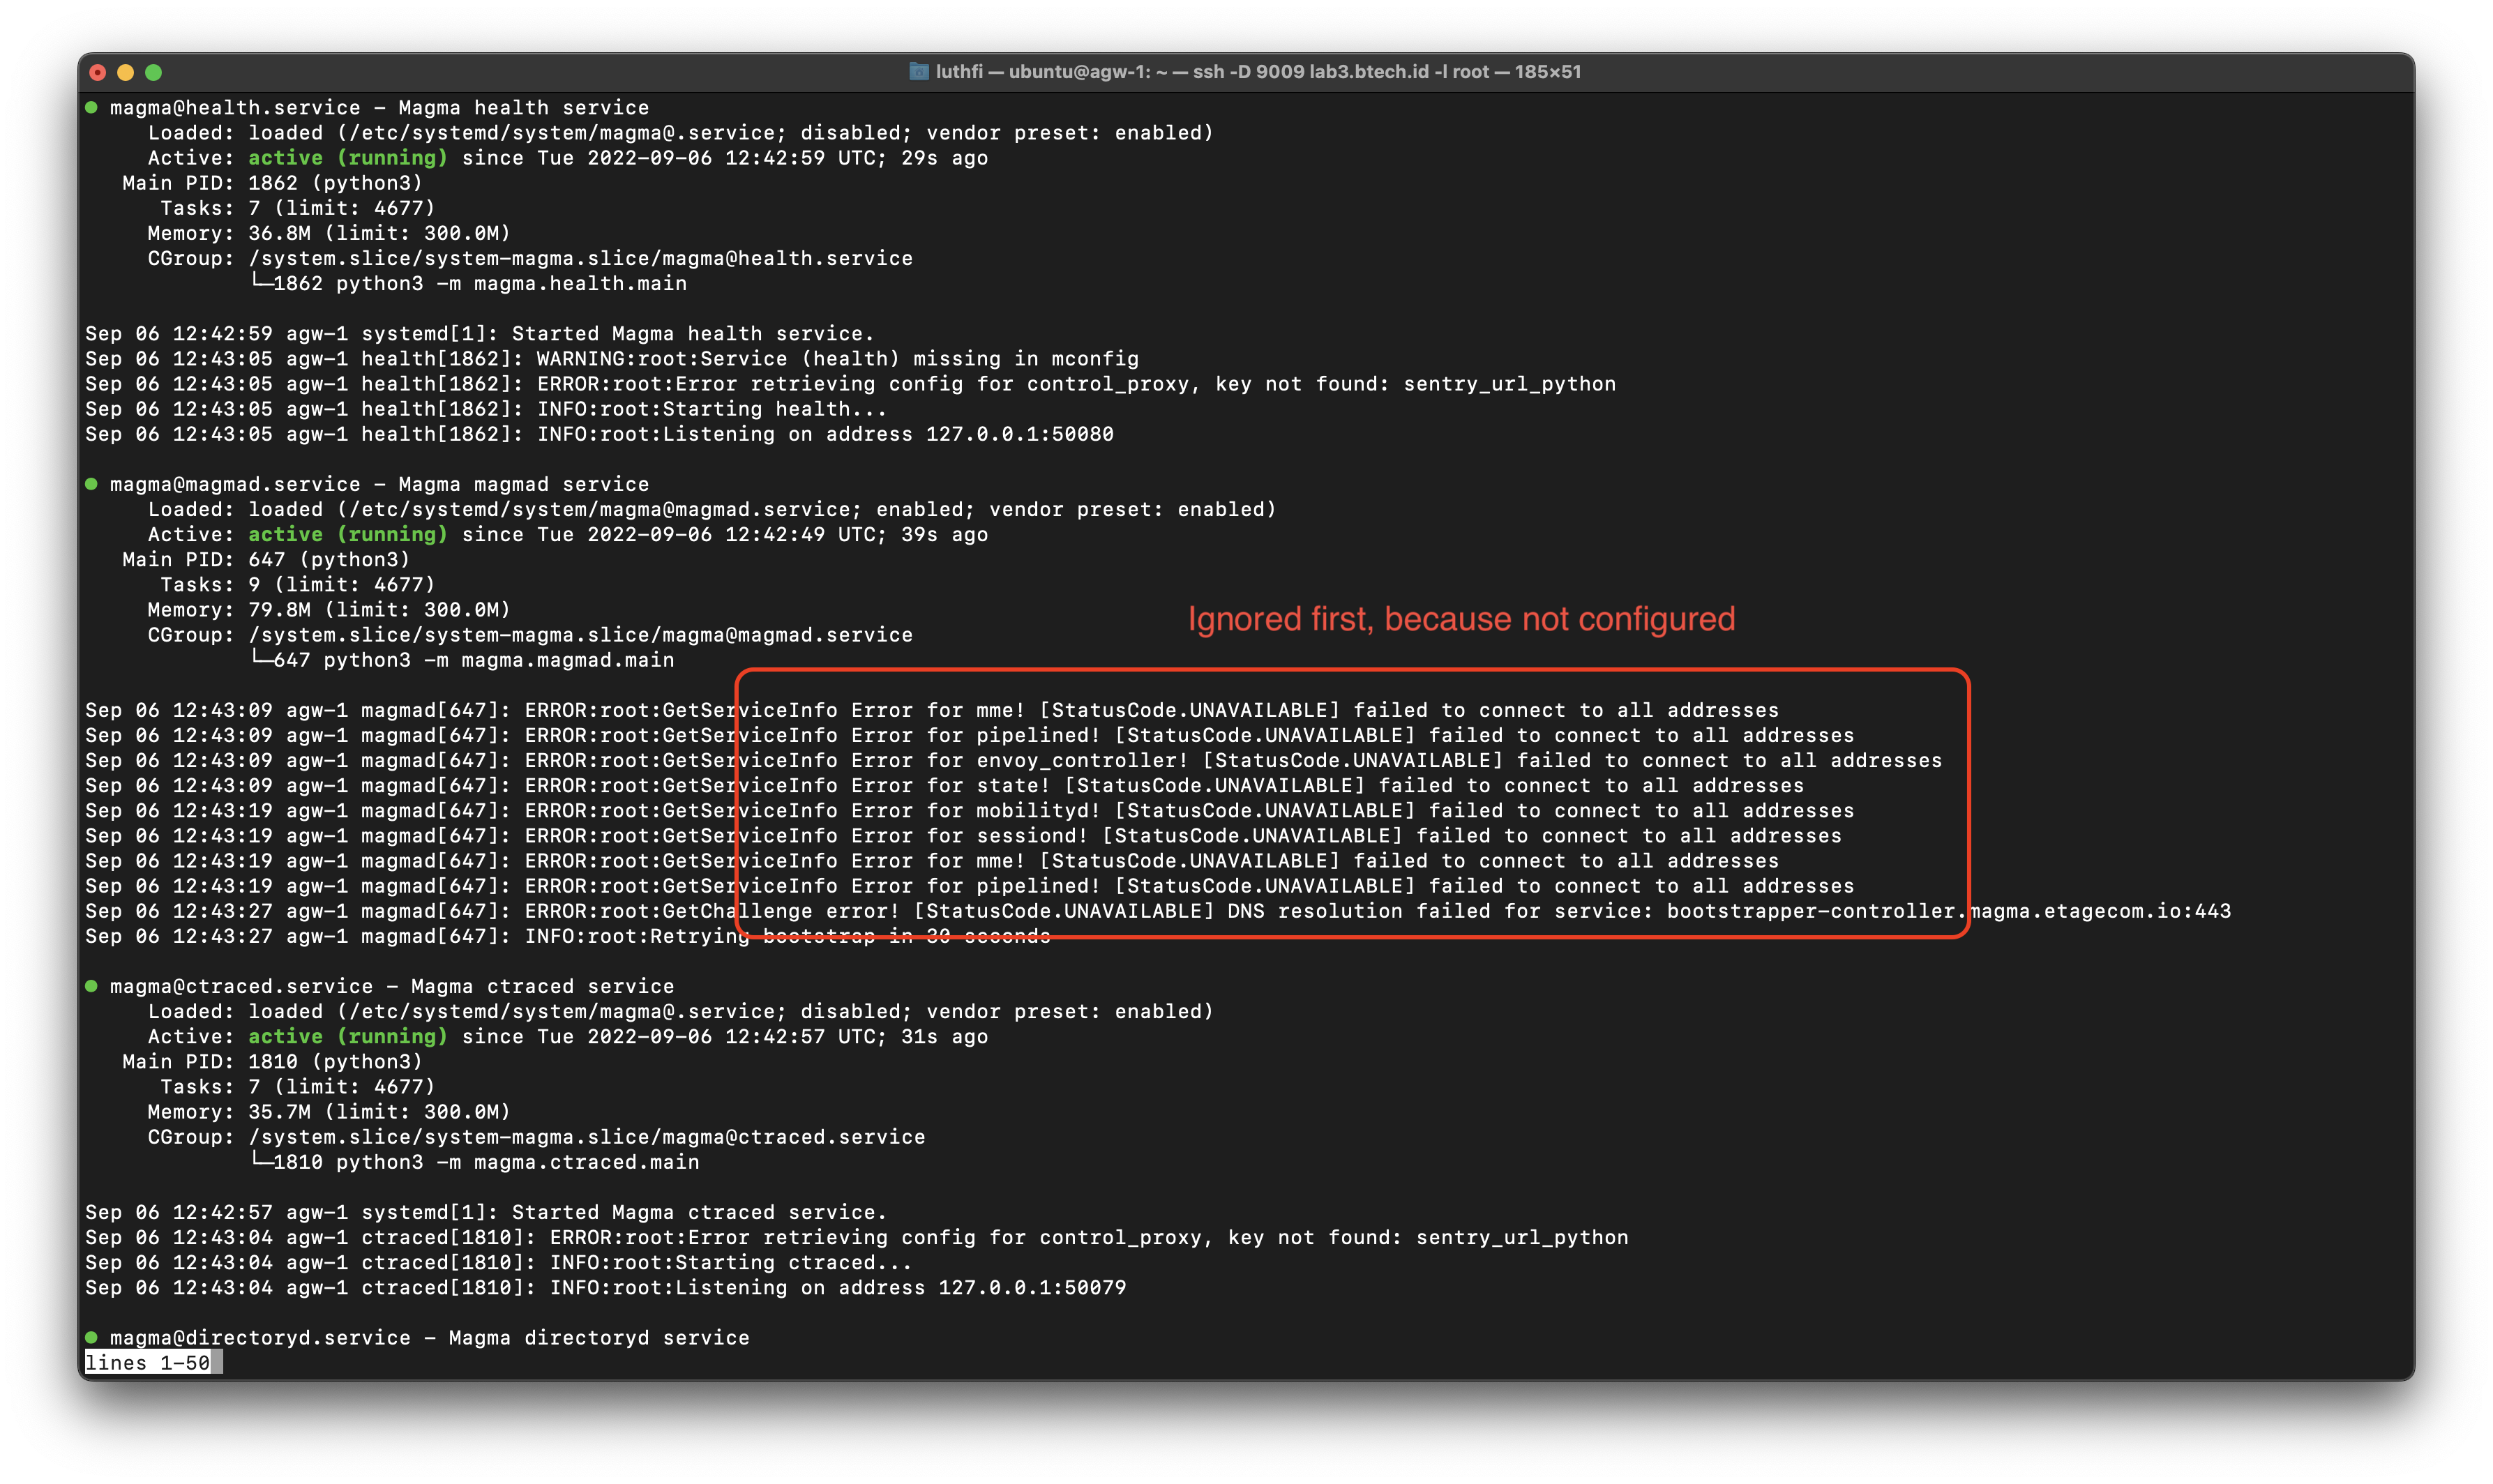 luthfi — ubuntu@agw-1: ~ — ssh -D 9009 lab3.btech.id -l root — 185×51
● magma@health.service - Magma health service
Loaded: loaded (/etc/systemd/system/magma@.service; disabled; vendor preset: enabled)
Active: active (running) since Tue 2022-09-06 12:42:59 UTC; 29s ago
Main PID: 1862 (python3)
Tasks: 7 (limit: 4677)
Memory: 36.8M (limit: 300.0M)
CGroup: /system.slice/system-magma.slice/magma@health.service
└─1862 python3 -m magma.health.main
Sep 06 12:42:59 agw-1 systemd[1]: Started Magma health service.
Sep 06 12:43:05 agw-1 health[1862]: WARNING:root:Service (health) missing in mconfig
Sep 06 12:43:05 agw-1 health[1862]: ERROR:root:Error retrieving config for control_proxy, key not found: sentry_url_python
Sep 06 12:43:05 agw-1 health[1862]: INFO:root:Starting health...
Sep 06 12:43:05 agw-1 health[1862]: INFO:root:Listening on address 127.0.0.1:50080
● magma@magmad.service - Magma magmad service
Loaded: loaded (/etc/systemd/system/magma@magmad.service; enabled; vendor preset: enabled)
Active: active (running) since Tue 2022-09-06 12:42:49 UTC; 39s ago
Main PID: 647 (python3)
Tasks: 9 (limit: 4677)
Memory: 79.8M (limit: 300.0M)
Ignored first, because not configured
CGroup: /system.slice/system-magma.slice/magma@magmad.service
└─647 python3 -m magma.magmad.main
Sep 06 12:43:09 agw-1 magmad[647]: ERROR:root:GetServiceInfo Error for mme! [StatusCode.UNAVAILABLE] failed to connect to all addresses
Sep 06 12:43:09 agw-1 magmad[647]: ERROR:root:GetServiceInfo Error for pipelined! [StatusCode.UNAVAILABLE] failed to connect to all addresses
Sep 06 12:43:09 agw-1 magmad[647]: ERROR:root:GetServiceInfo Error for envoy_controller! [StatusCode.UNAVAILABLE] failed to connect to all addresses
Sep 06 12:43:09 agw-1 magmad[647]: ERROR:root:GetServiceInfo Error for state! [StatusCode.UNAVAILABLE] failed to connect to all addresses
Sep 06 12:43:19 agw-1 magmad[647]: ERROR:root:GetServiceInfo Error for mobilityd! [StatusCode.UNAVAILABLE] failed to connect to all addresses
Sep 06 12:43:19 agw-1 magmad[647]: ERROR:root:GetServiceInfo Error for sessiond! [StatusCode.UNAVAILABLE] failed to connect to all addresses
Sep 06 12:43:19 agw-1 magmad[647]: ERROR:root:GetServiceInfo Error for mme! [StatusCode.UNAVAILABLE] failed to connect to all addresses
Sep 06 12:43:19 agw-1 magmad[647]: ERROR:root:GetServiceInfo Error for pipelined! [StatusCode.UNAVAILABLE] failed to connect to all addresses
Sep 06 12:43:27 agw-1 magmad[647]: ERROR:root:GetChallenge error! [StatusCode.UNAVAILABLE] DNS resolution failed for service: bootstrapper-controller.magma.etagecom.io:443
Sep 06 12:43:27 agw-1 magmad[647]: INFO:root:Retrying bootstrap in 30 seconds
● magma@ctraced.service - Magma ctraced service
Loaded: loaded (/etc/systemd/system/magma@.service; disabled; vendor preset: enabled)
Active: active (running) since Tue 2022-09-06 12:42:57 UTC; 31s ago
Main PID: 1810 (python3)
Tasks: 7 (limit: 4677)
Memory: 35.7M (limit: 300.0M)
CGroup: /system.slice/system-magma.slice/magma@ctraced.service
└─1810 python3 -m magma.ctraced.main
Sep 06 12:42:57 agw-1 systemd[1]: Started Magma ctraced service.
Sep 06 12:43:04 agw-1 ctraced[1810]: ERROR:root:Error retrieving config for control_proxy, key not found: sentry_url_python
Sep 06 12:43:04 agw-1 ctraced[1810]: INFO:root:Starting ctraced...
Sep 06 12:43:04 agw-1 ctraced[1810]: INFO:root:Listening on address 127.0.0.1:50079
● magma@directoryd.service - Magma directoryd service
lines 1-50